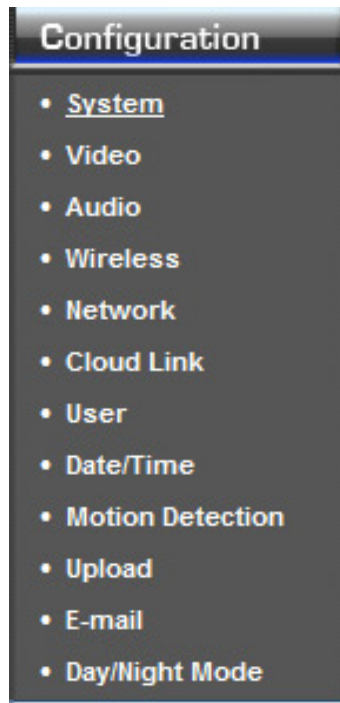 Configuration
• System
• Video
• Audio
• Wireless
• Network
• Cloud Link
• User
• Date/Time
• Motion Detection
• Upload
• E-mail
• Day/Night Mode